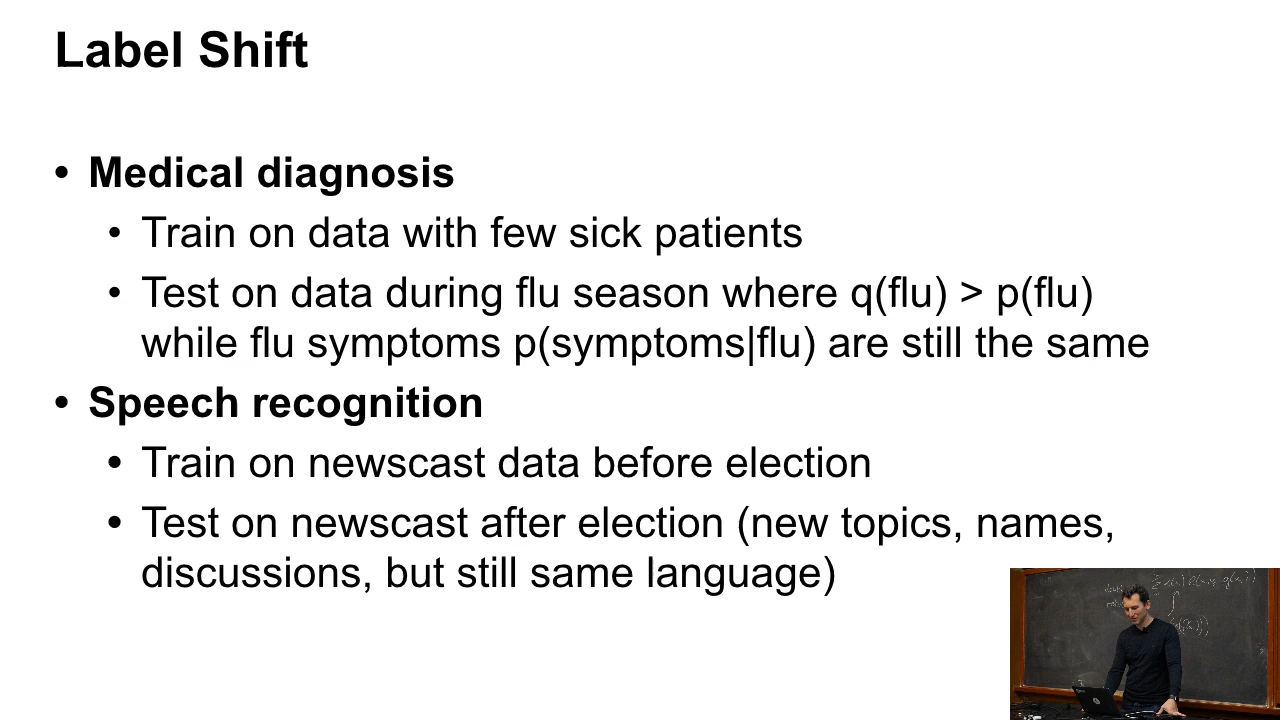 Label Shift
• Medical diagnosis
• Train on data with few sick patients
• Test on data during flu season where q(flu) > p(flu)
while flu symptoms p(symptoms|flu) are still the same
• Speech recognition
• Train on newscast data before election
• Test on newscast after election (new topics, names,
discussions, but still same language)